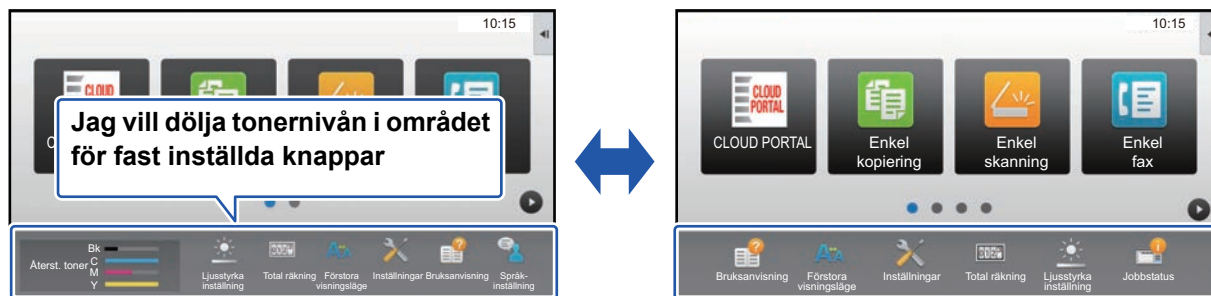 10:15
CLOUD
Jag vill dölja tonernivån i området
för fast inställda knappar
Återst. toner
Bk
C
M
Y
Ljusstyrka
inställning
Total räkning
Förstora
visningsläge
Inställningar
Bruksanvisning
Språk-
inställning
10:15
CLOUD
PORTAL
CLOUD PORTAL
Enkel
kopiering
Enkel
skanning
Enkel
fax
Bruksanvisning
Förstora
visningsläge
Inställningar
Total räkning
Ljusstyrka
inställning
Jobbstatus